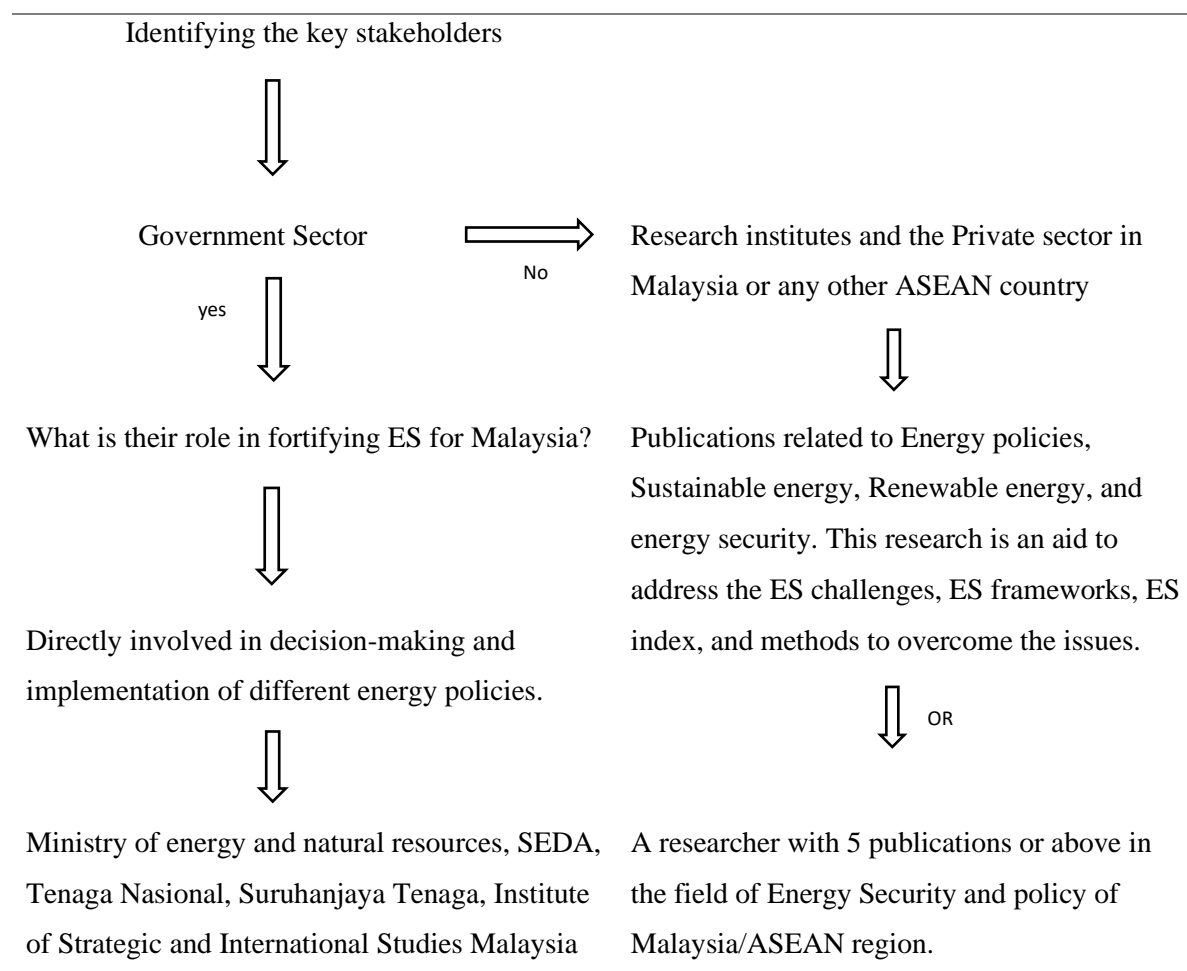 Identifying the key stakeholders
Government Sector
No
yes
Research institutes and the Private sector in
Malaysia or any other ASEAN country
What is their role in fortifying ES for Malaysia?
Publications related to Energy policies,
Sustainable energy, Renewable energy, and
energy security. This research is an aid to
address the ES challenges, ES frameworks, ES
index, and methods to overcome the issues.
Directly involved in decision-making and
implementation of different energy policies.
OR
Ministry of energy and natural resources, SEDA,
Tenaga Nasional, Suruhanjaya Tenaga, Institute
of Strategic and International Studies Malaysia
A researcher with 5 publications or above in
the field of Energy Security and policy of
Malaysia/ASEAN region.